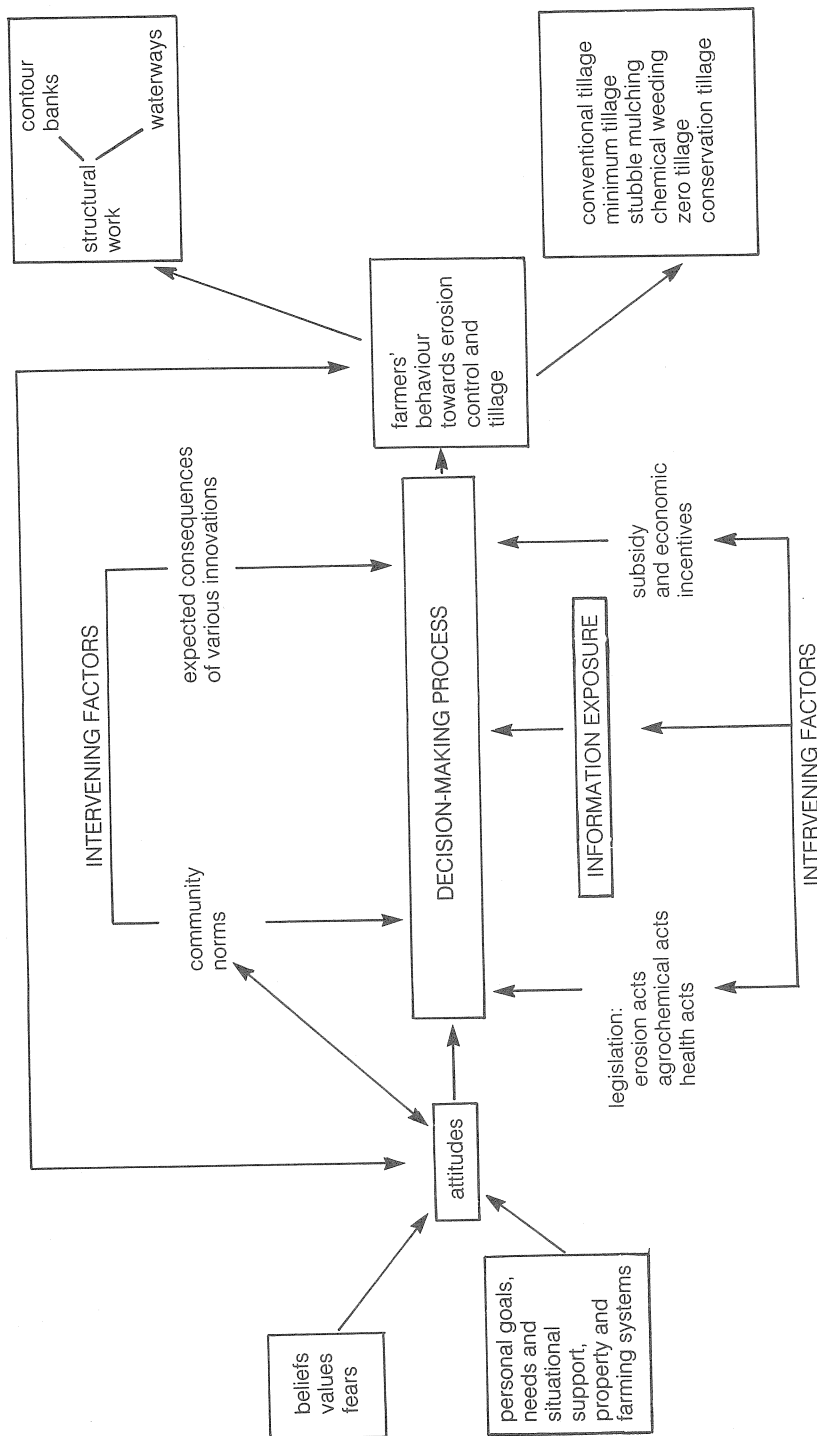 INTERVENING FACTORS
community
norms
expected consequences
of various innovations
contour
banks
structural
work
waterways
beliefs
values
fears
attitudes
DECISION-MAKING PROCESS
farmers'
behaviour
towards erosion
control and
tillage
personal goals,
needs and
situational
support,
property and
farming systems
INFORMATION EXPOSURE
legislation:
erosion acts
agrochemical acts
health acts
subsidy
and economic
incentives
conventional tillage
minimum tillage
stubble mulching
chemical weeding
zero tillage
conservation tillage
INTERVENING FACTORS